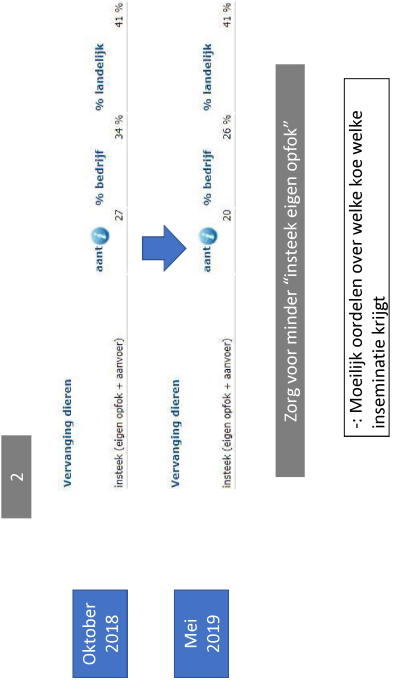 2
Oktober
2018
Vervanging dieren
aant % bedrijf % landelijk
insteek (eigen opfok + aanvoer) 27 34 % 41 %
Mei
2019
Vervanging dieren
aant % bedrijf % landelijk
insteek (eigen opfok + aanvoer) 20 26 % 41 %
Zorg voor minder “insteek eigen opfok”
-: Moeilijk oordelen over welke koe welke
inseminatie krijgt